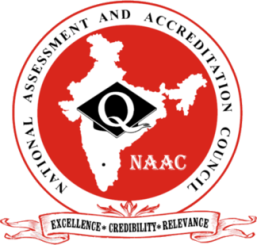 NATIONAL ASSESSMENT AND ACCREDITATION COUNCIL
Q
NAAC
EXCELLENCE • CREDIBILITY • RELEVANCE